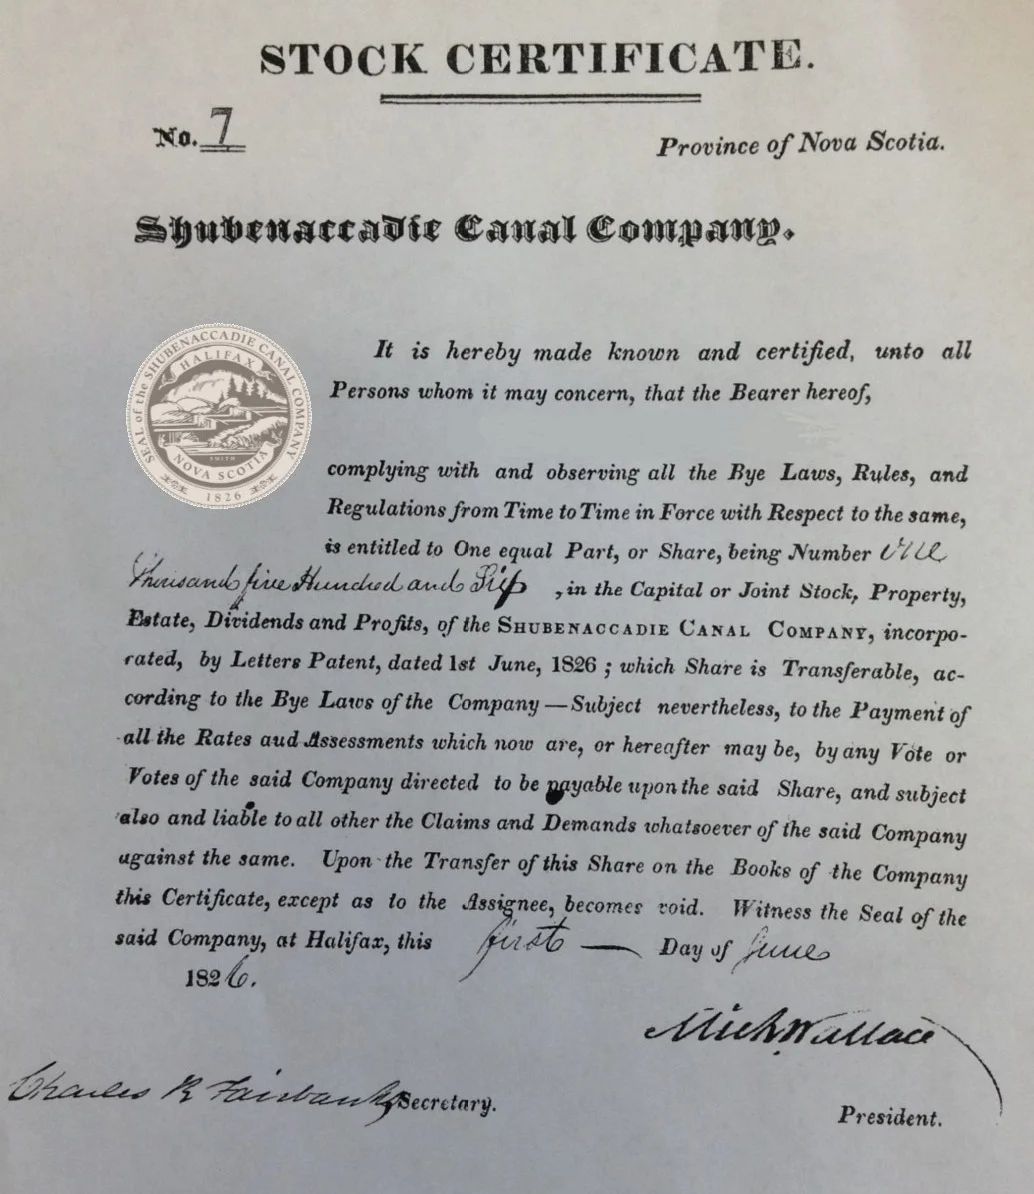 STOCK CERTIFICATE.
No. 7
Province of Nova Scotia.
Shubenaccadie Canal Company.
SEAL of the SHUBENACCADIE CANAL COMPANY
HALIFAX
SMITH
NOVA SCOTIA
1826
It is hereby made known and certified, unto all
Persons whom it may concern, that the Bearer hereof,
complying with and observing all the Bye Laws, Rules, and
Regulations from Time to Time in Force with Respect to the same,
is entitled to One equal Part, or Share, being Number One
Thousand five Hundred and , in the Capital or Joint Stock, Property,
Estate, Dividends and Profits, of the SHUBENACCADIE CANAL COMPANY, incorpo-
rated, by Letters Patent, dated 1st June, 1826 ; which Share is Transferable, ac-
cording to the Bye Laws of the Company — Subject nevertheless, to the Payment of
all the Rates aud Assessments which now are, or hereafter may be, by any Vote or
Votes of the said Company directed to be payable upon the said Share, and subject
also and liable to all other the Claims and Demands whatsoever of the said Company
against the same. Upon the Transfer of this Share on the Books of the Company
this Certificate, except as to the Assignee, becomes void. Witness the Seal of the
said Company, at Halifax, this first — Day of June
1826.
Mich Wallace
Charles R Fairbanks Secretary.
President.